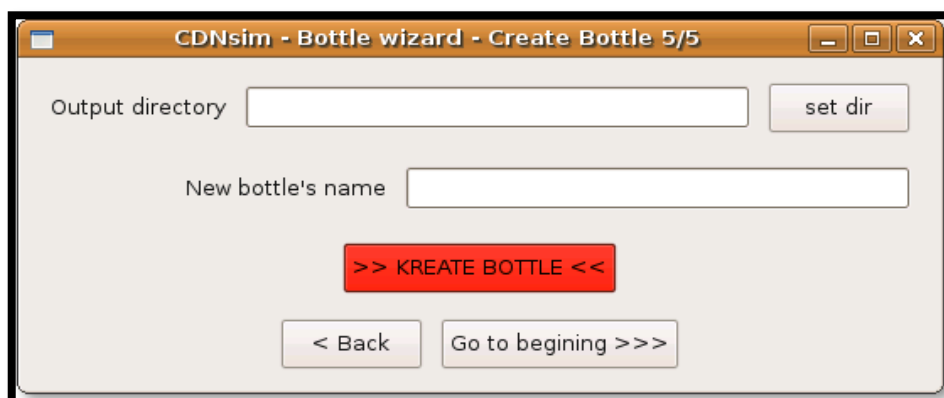 CDNsim - Bottle wizard - Create Bottle 5/5
Output directory
set dir
New bottle's name
>> KREATE BOTTLE <<
< Back
Go to begining >>>